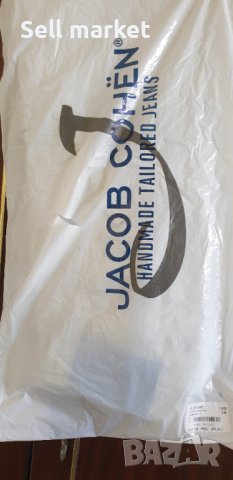 Sell market
JACOB COHËN®
HANDMADE TAILORED JEANS
J
BAZAR